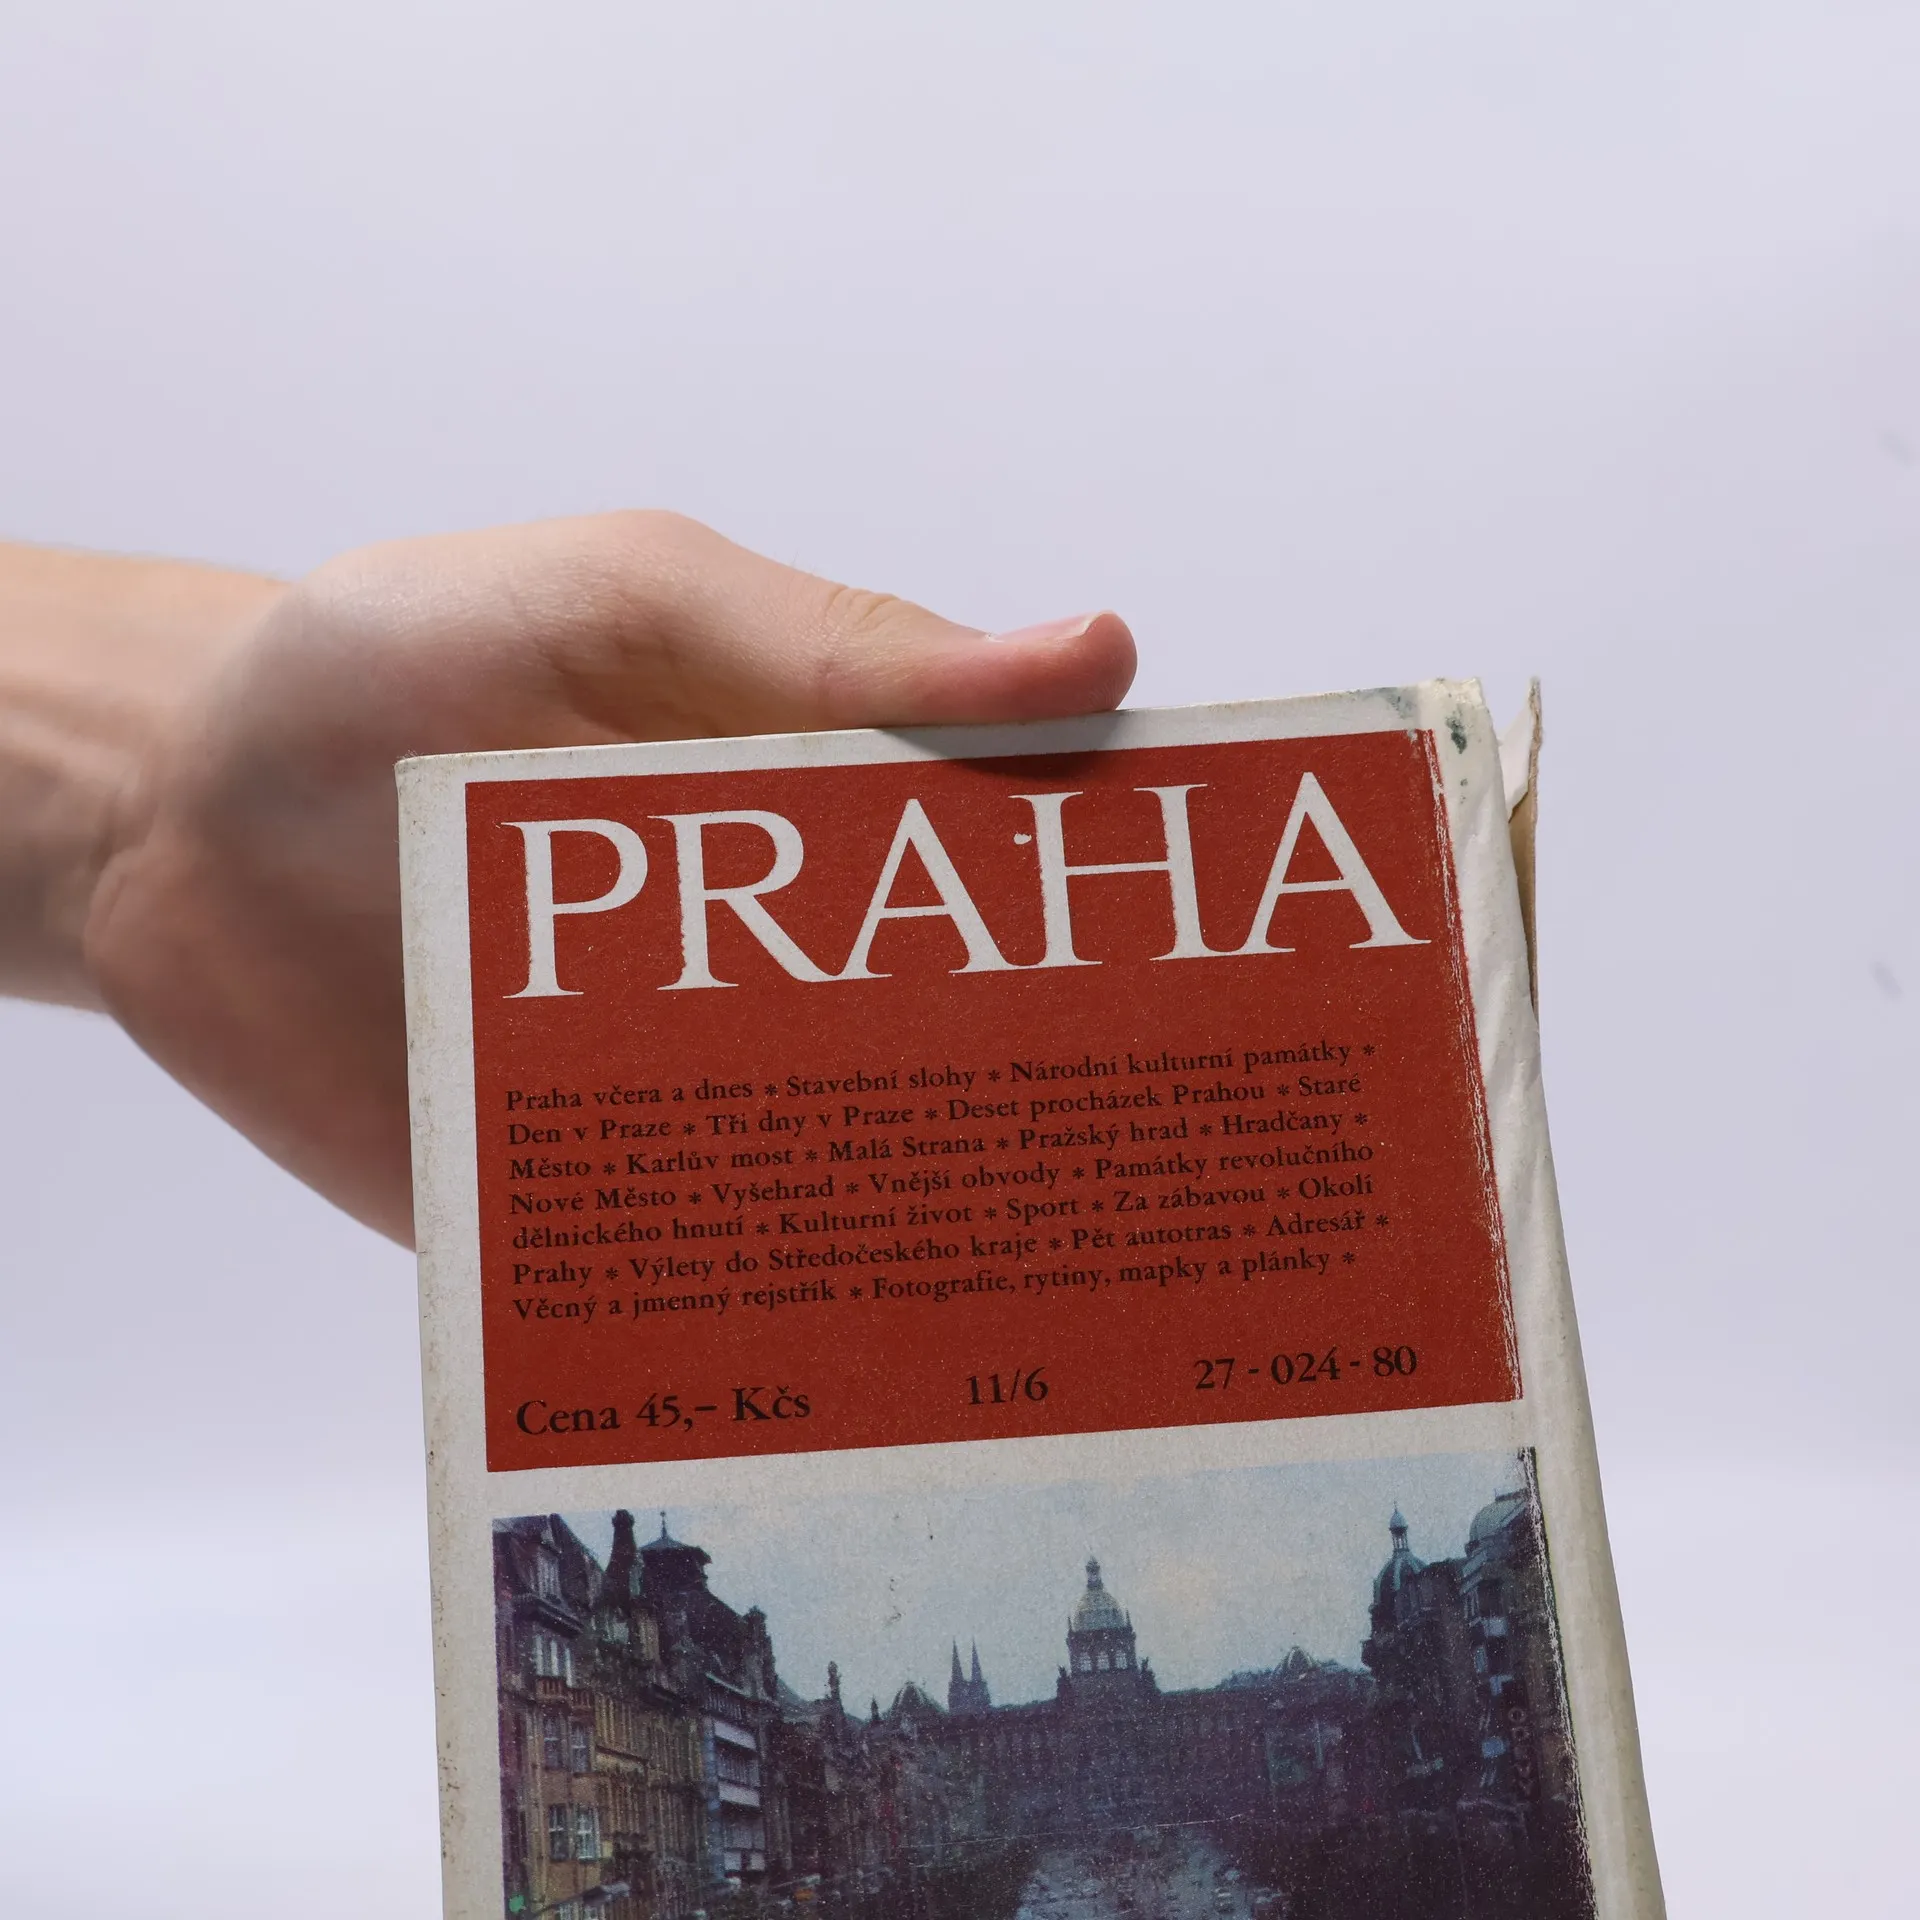 PRAHA
Praha včera a dnes * Stavební slohy * Národní kulturní památky *
Den v Praze * Tři dny v Praze * Deset procházek Prahou * Staré
Město * Karlův most * Malá Strana * Pražský hrad * Hradčany *
Nové Město * Vyšehrad * Vnější obvody * Památky revolučního
dělnického hnutí * Kulturní život * Sport * Za zábavou * Okolí
Prahy * Výlety do Středočeského kraje * Pět autotras * Adresář *
Věcný a jmenný rejstřík * Fotografie, rytiny, mapky a plánky *
Cena 45,– Kčs 11/6 27 - 024 - 80